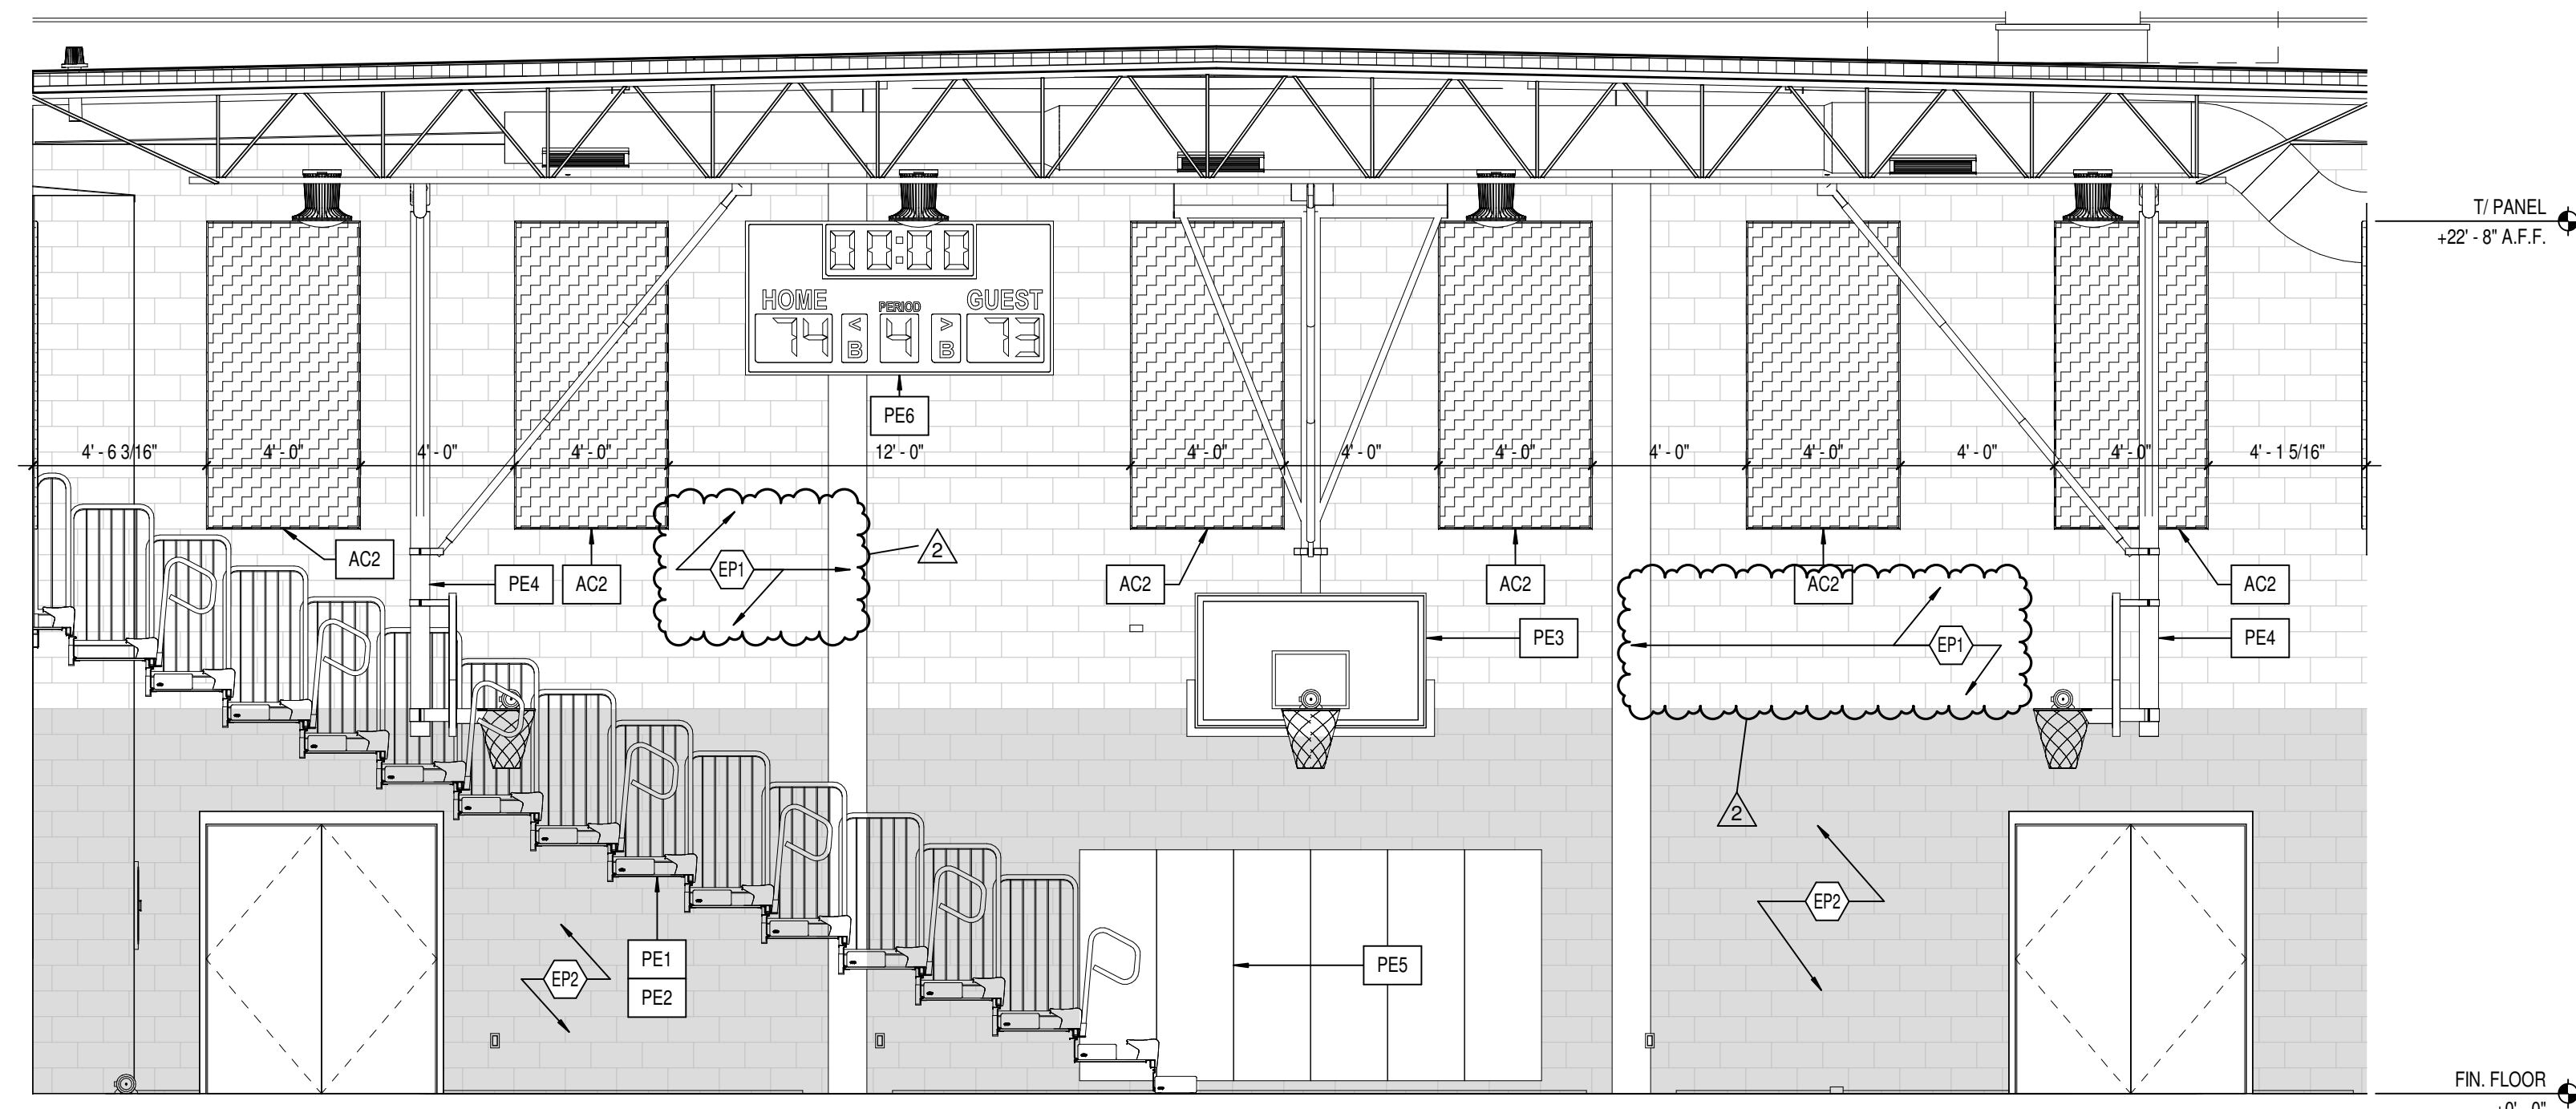 T/ PANEL
+22' - 8" A.F.F.
00:00
HOME
PERIOD
GUEST
74
<
B
4
>
B
73
PE6
4' - 6 3/16"
4' - 0"
4' - 0"
4' - 0"
12' - 0"
4' - 0"
4' - 0"
4' - 0"
4' - 0"
4' - 0"
4' - 0"
4' - 0"
4' - 1 5/16"
AC2
PE4
AC2
EP1
2
AC2
AC2
AC2
AC2
PE3
EP1
PE4
2
EP2
PE1
PE2
PE5
EP2
FIN. FLOOR
+0' - 0"